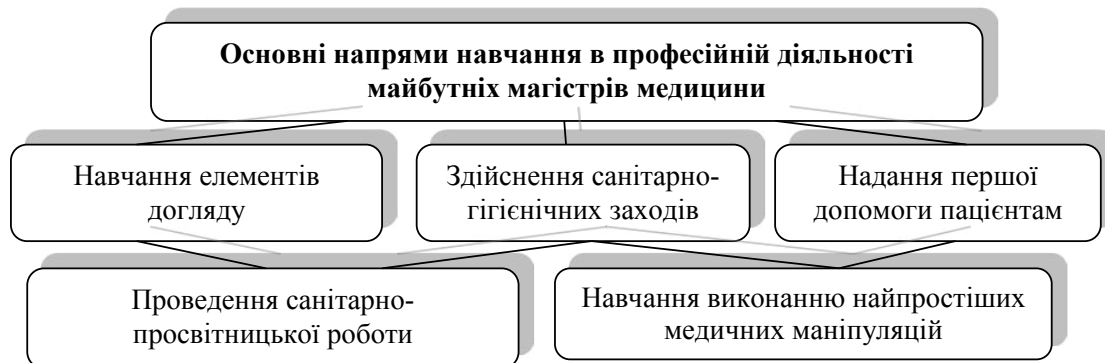 Основні напрями навчання в професійній діяльності
майбутніх магістрів медицини
Навчання елементів
догляду
Здійснення санітарно-
гігієнічних заходів
Надання першої
допомоги пацієнтам
Проведення санітарно-
просвітницької роботи
Навчання виконанню найпростіших
медичних маніпуляцій